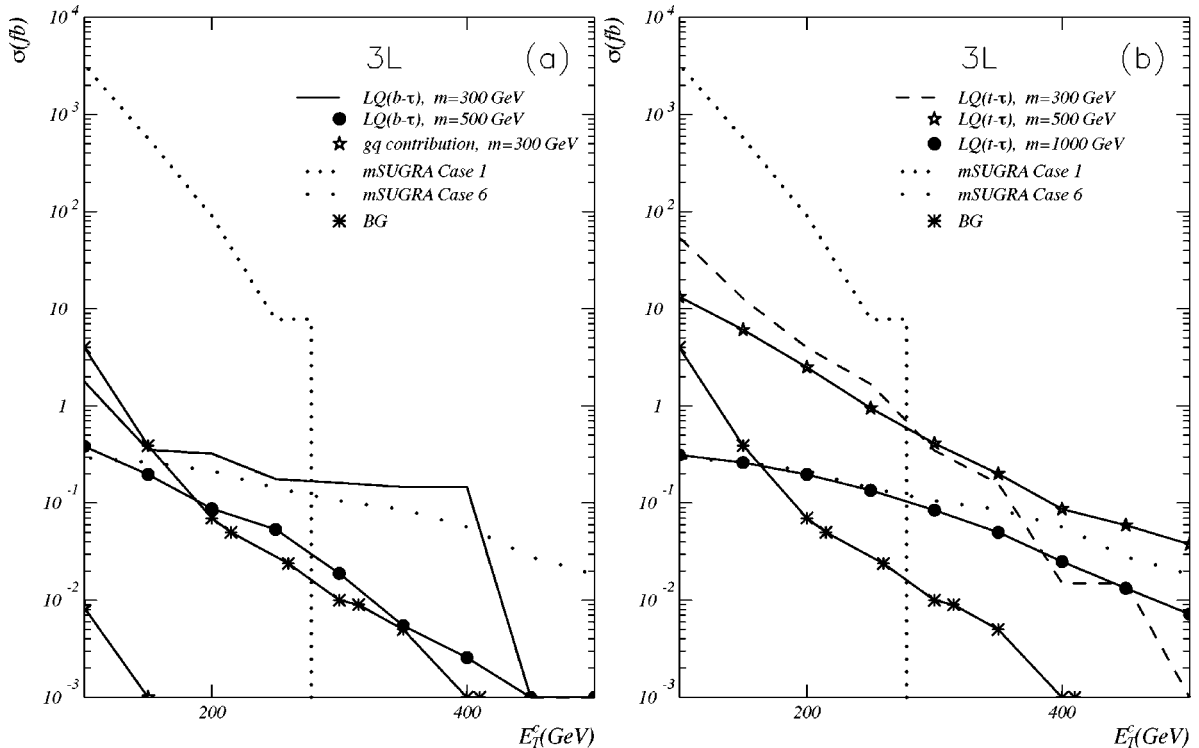 σ(fb)
10^4
10^3
10^2
10
1
10^-1
10^-2
10^-3
3L
(a)
LQ(b-τ), m=300 GeV
LQ(b-τ), m=500 GeV
gq contribution, m=300 GeV
mSUGRA Case 1
mSUGRA Case 6
BG
200
400
E_T^c(GeV)
σ(fb)
10^4
10^3
10^2
10
1
10^-1
10^-2
10^-3
3L
(b)
LQ(t-τ), m=300 GeV
LQ(t-τ), m=500 GeV
LQ(t-τ), m=1000 GeV
mSUGRA Case 1
mSUGRA Case 6
BG
200
400
E_T^c(GeV)